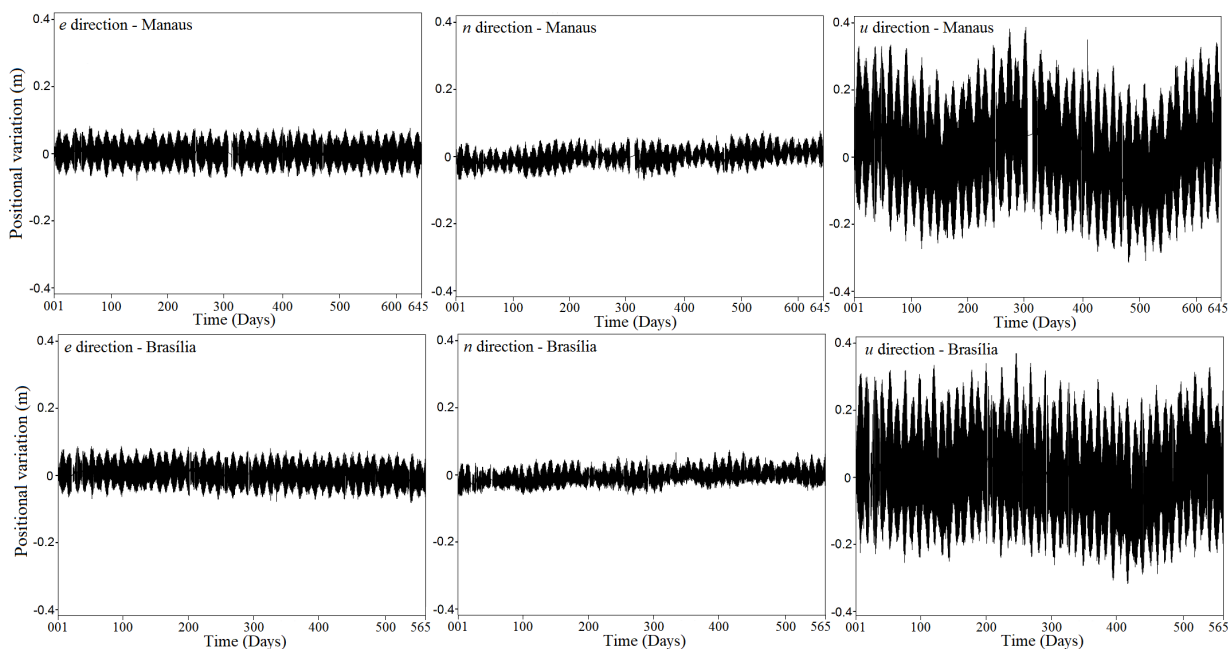 e direction - Manaus
Positional variation (m)
0.4
0.2
0
-0.2
-0.4
001 100 200 300 400 500 600 645
Time (Days)
n direction - Manaus
0.4
0.2
0
-0.2
-0.4
001 100 200 300 400 500 600 645
Time (Days)
u direction - Manaus
0.4
0.2
0
-0.2
-0.4
001 100 200 300 400 500 600 645
Time (Days)
e direction - Brasília
Positional variation (m)
0.4
0.2
0
-0.2
-0.4
001 100 200 300 400 500 565
Time (Days)
n direction - Brasília
0.4
0.2
0
-0.2
-0.4
001 100 200 300 400 500 565
Time (Days)
u direction - Brasília
0.4
0.2
0
-0.2
-0.4
001 100 200 300 400 500 565
Time (Days)